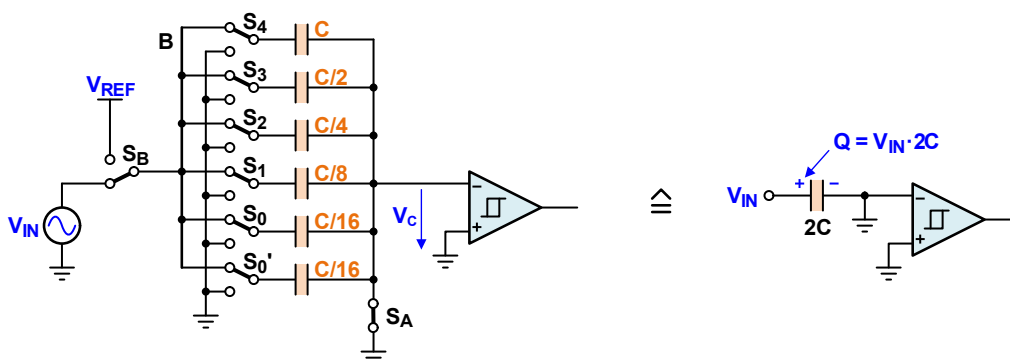 B
S4
C
S3
C/2
VREF
S2
C/4
SB
S1
C/8
VIN
S0
C/16
S0'
C/16
SA
VC
−
+
≙
Q = VIN·2C
VIN
+
−
2C
−
+